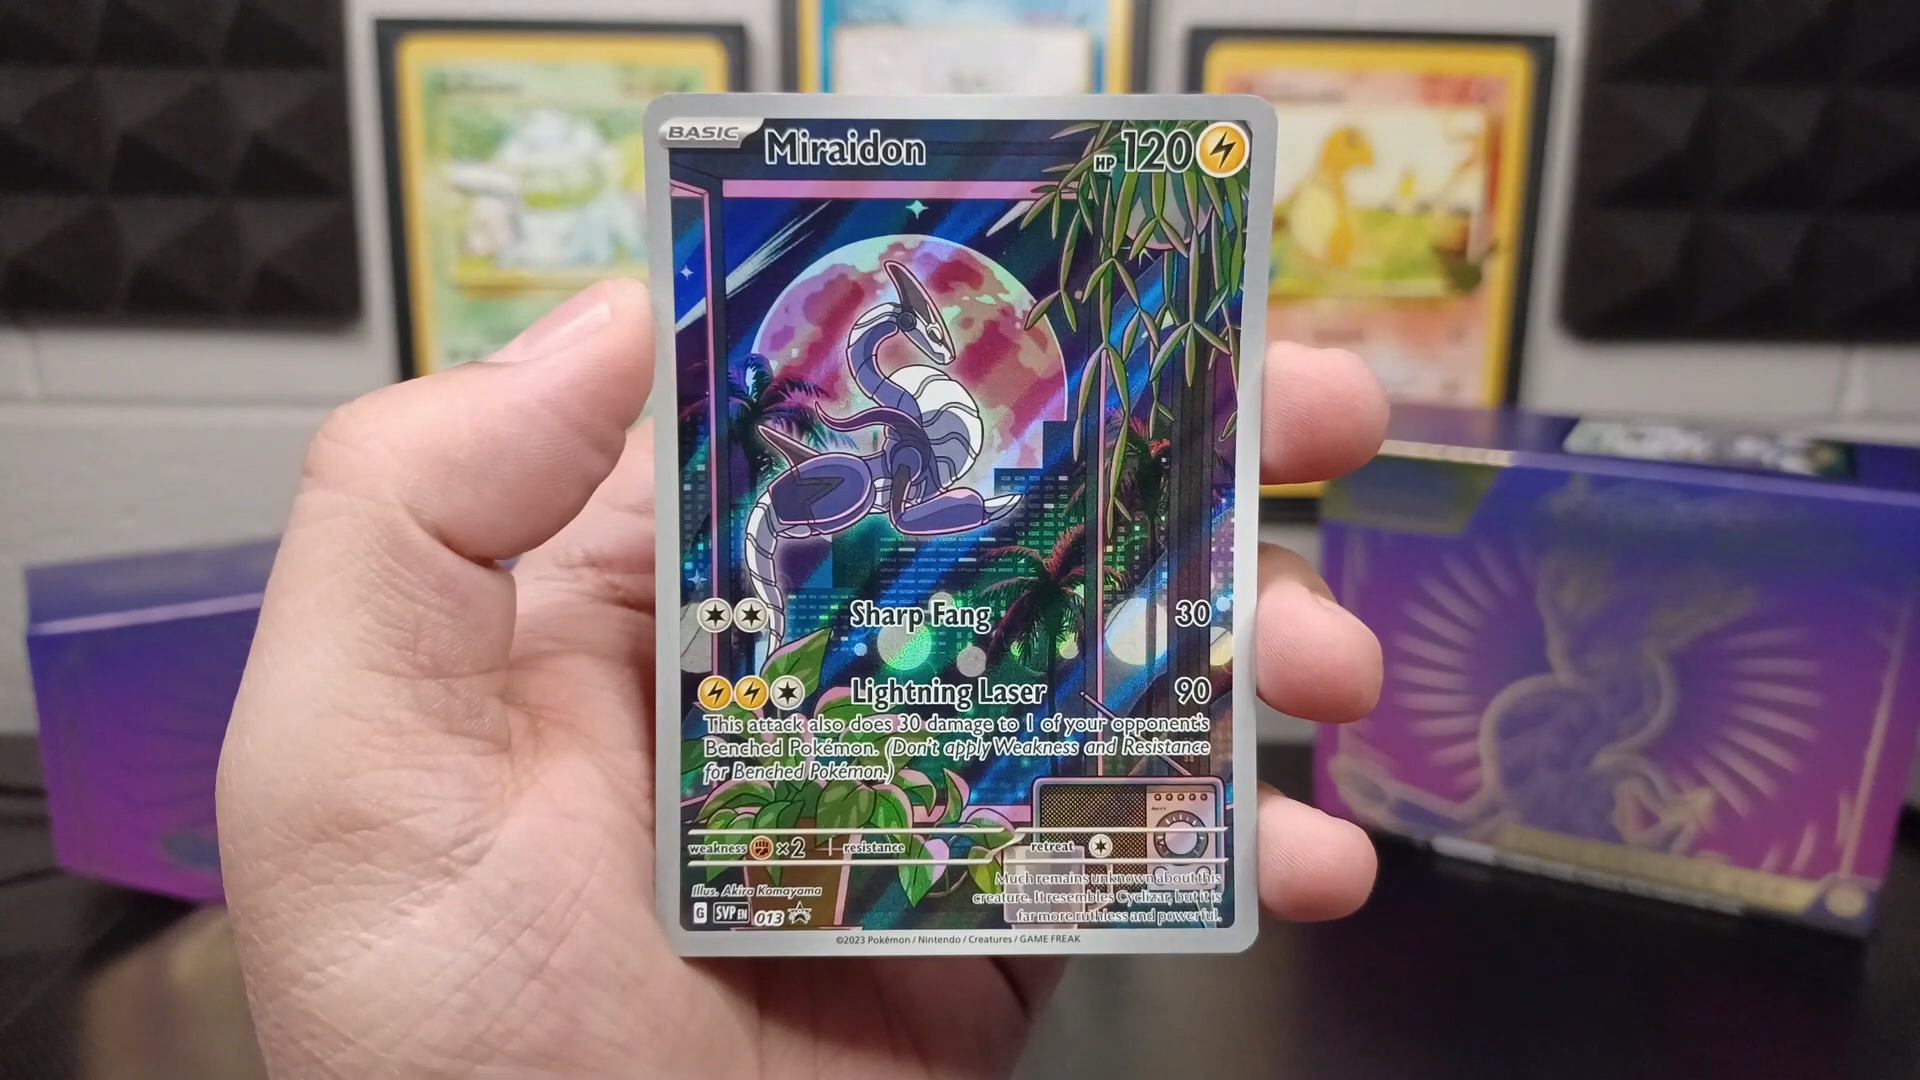 BASIC Miraidon HP 120
Sharp Fang 30
Lightning Laser 90
This attack also does 30 damage to 1 of your opponent's
Benched Pokémon. (Don't apply Weakness and Resistance
for Benched Pokémon.)
weakness ×2 resistance retreat
Illus. Akira Komayama
Much remains unknown about this
creature. It resembles Cyclizar, but it is
far more ruthless and powerful.
G SVP EN 013
©2023 Pokémon / Nintendo / Creatures / GAME FREAK